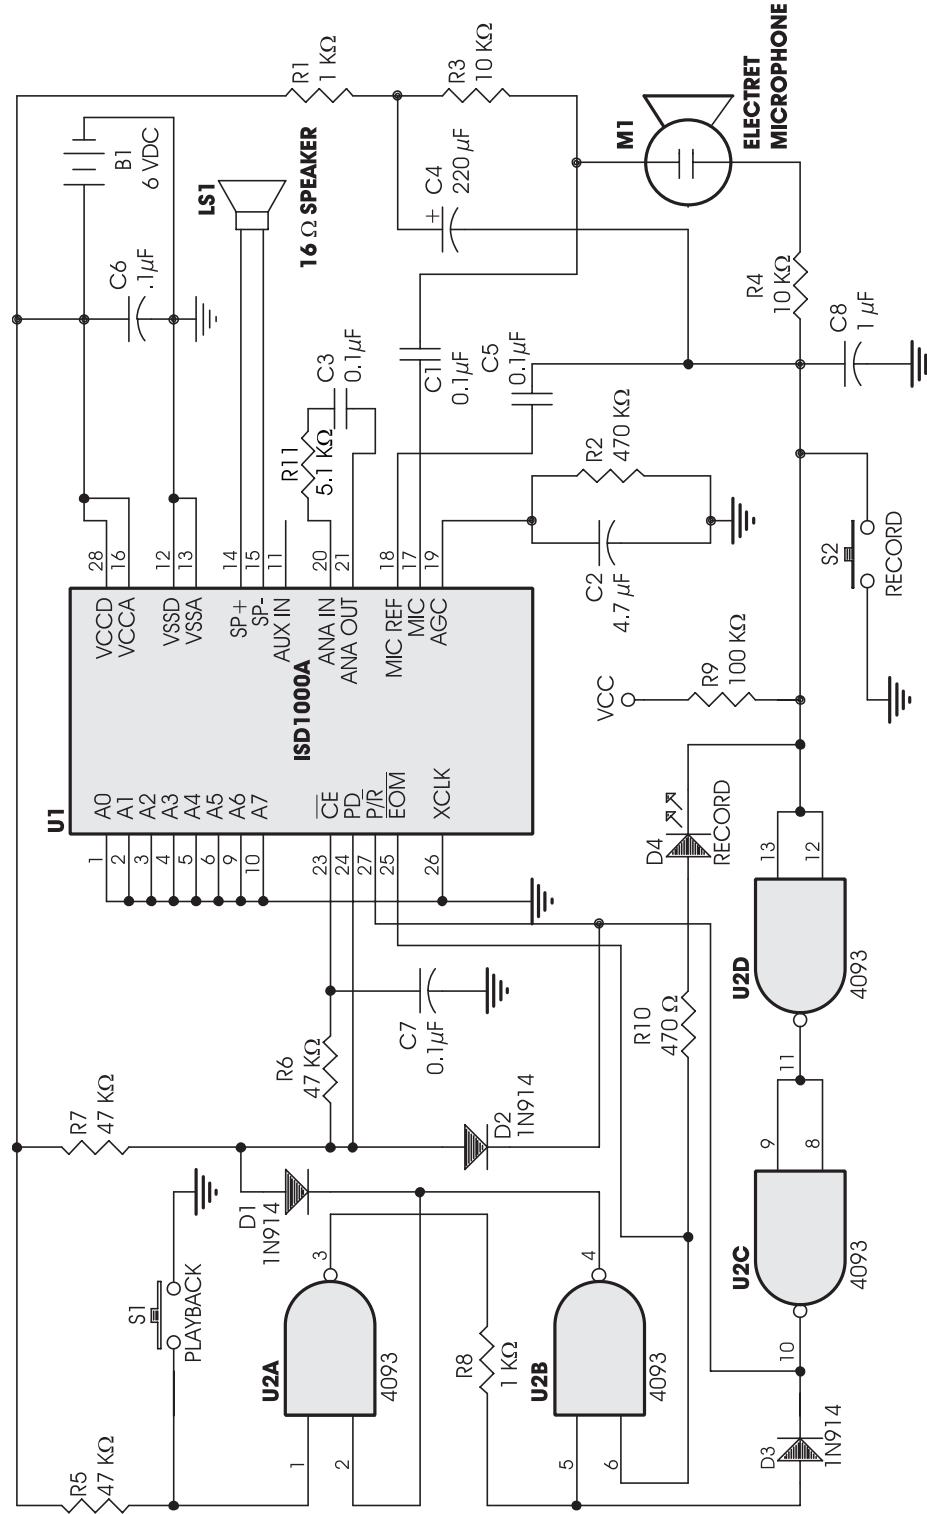 R5
47 KΩ
S1
PLAYBACK
R7
47 KΩ
D1
1N914
1
2
3
U2A
4093
R8
1 KΩ
5
6
4
U2B
4093
D3
1N914
10
U2C
4093
9
8
11
U2D
4093
13
12
R6
47 KΩ
C7
0.1µF
D2
1N914
R10
470 Ω
D4
RECORD
VCC
R9
100 KΩ
S2
RECORD
U1
ISD1000A
1 A0
2 A1
3 A2
4 A3
5 A4
6 A5
9 A6
10 A7
23 CE
24 PD
27 P/R
25 EOM
26 XCLK
VCCD 28
VCCA 16
VSSD 12
VSSA 13
SP+ 14
SP- 15
AUX IN 11
ANA IN 20
ANA OUT 21
MIC REF 18
MIC 17
AGC 19
B1
6 VDC
C6
.1µF
LS1
16 Ω SPEAKER
R11
5.1 KΩ
C3
0.1µF
C1
0.1µF
C5
0.1µF
C2
4.7 µF
R2
470 KΩ
R1
1 KΩ
R3
10 KΩ
+
C4
220 µF
M1
ELECTRET
MICROPHONE
R4
10 KΩ
C8
1 µF